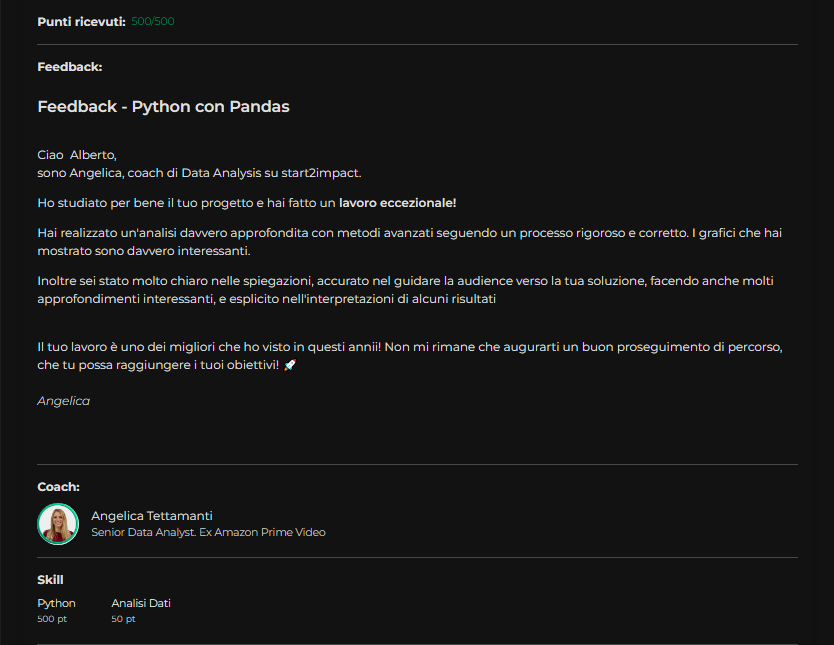 Punti ricevuti: 500/500
Feedback:
Feedback - Python con Pandas
Ciao  Alberto,
sono Angelica, coach di Data Analysis su start2impact.
Ho studiato per bene il tuo progetto e hai fatto un lavoro eccezionale!
Hai realizzato un'analisi davvero approfondita con metodi avanzati seguendo un processo rigoroso e corretto. I grafici che hai
mostrato sono davvero interessanti.
Inoltre sei stato molto chiaro nelle spiegazioni, accurato nel guidare la audience verso la tua soluzione, facendo anche molti
approfondimenti interessanti, e esplicito nell'interpretazioni di alcuni risultati
Il tuo lavoro è uno dei migliori che ho visto in questi annii! Non mi rimane che augurarti un buon proseguimento di percorso,
che tu possa raggiungere i tuoi obiettivi! 🚀
Angelica
Coach:
Angelica Tettamanti
Senior Data Analyst. Ex Amazon Prime Video
Skill
Python Analisi Dati
500 pt 50 pt